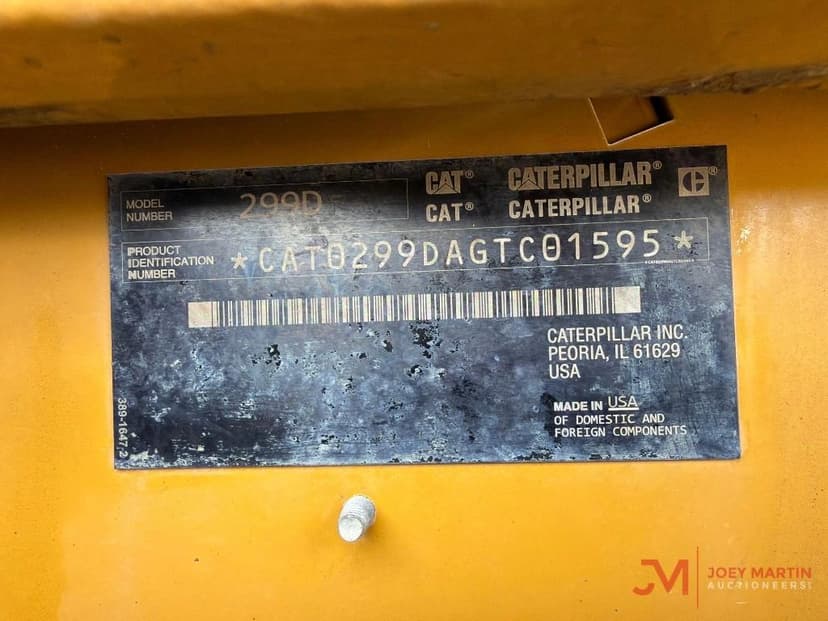 MODEL NUMBER 299D
CAT® CATERPILLAR®
CAT® CATERPILLAR®
PRODUCT IDENTIFICATION NUMBER *CAT0299DAGTC01595*
CATERPILLAR INC.
PEORIA, IL 61629
USA
MADE IN USA
OF DOMESTIC AND
FOREIGN COMPONENTS
389-1647-2
JM JOEY MARTIN
AUCTIONEERS